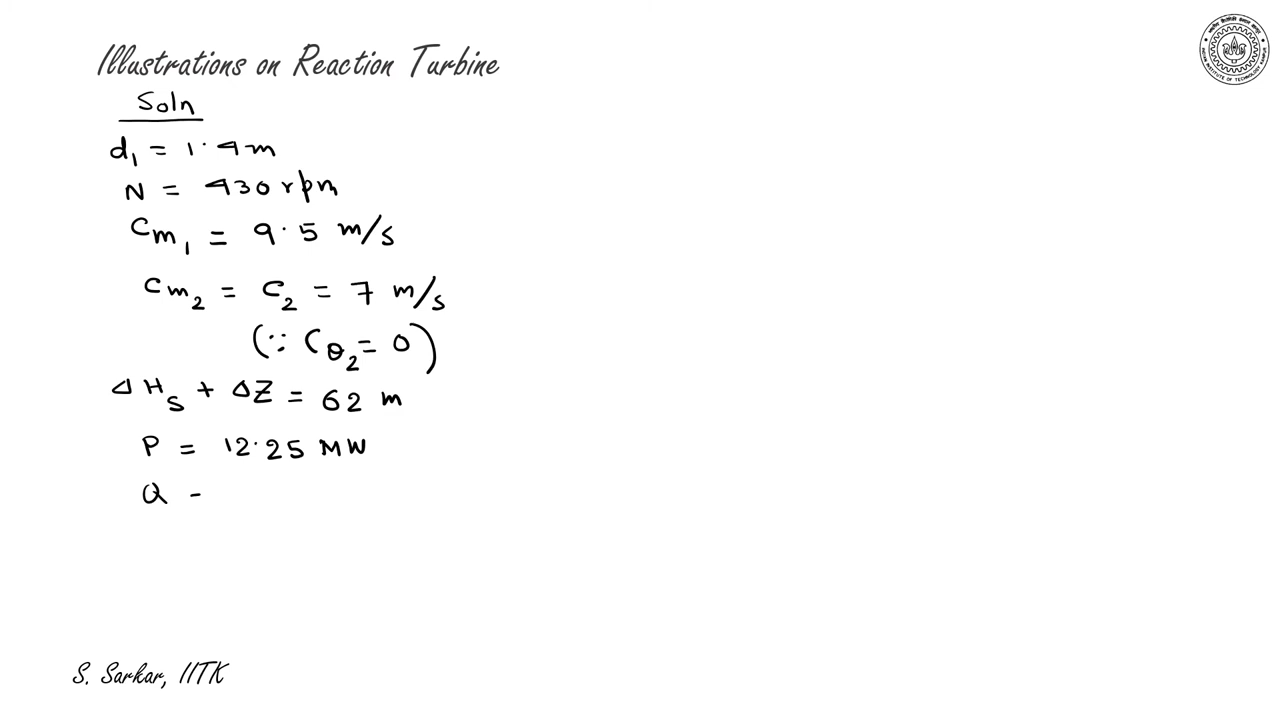 Illustrations on Reaction Turbine
Soln
d₁ = 1.4 m
N = 430 rpm
Cm₁ = 9.5 m/s
Cm₂ = C₂ = 7 m/s
(∵ Cθ₂ = 0)
ΔHs + ΔZ = 62 m
P = 12.25 MW
Q -
S. Sarkar, IITK